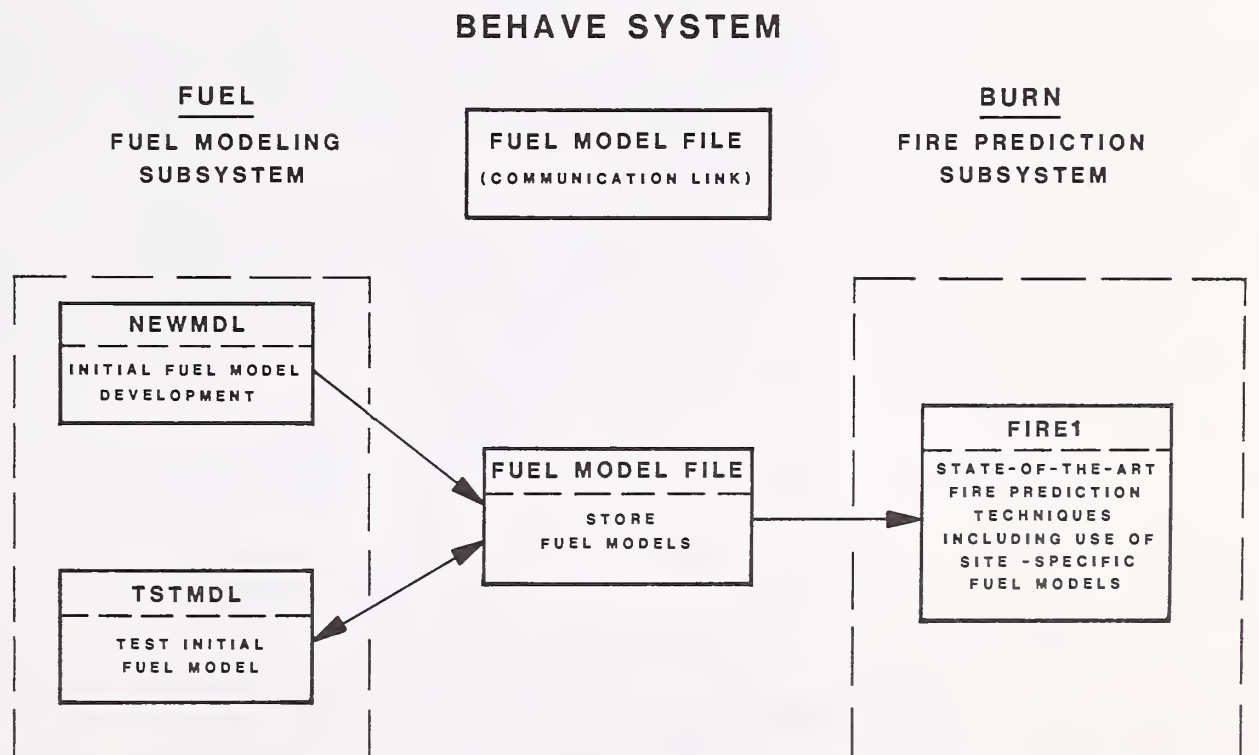 BEHAVE SYSTEM
FUEL
FUEL MODELING
SUBSYSTEM
FUEL MODEL FILE
(COMMUNICATION LINK)
BURN
FIRE PREDICTION
SUBSYSTEM
NEWMDL
INITIAL FUEL MODEL
DEVELOPMENT
TSTMDL
TEST INITIAL
FUEL MODEL
FUEL MODEL FILE
STORE
FUEL MODELS
FIRE1
STATE-OF-THE-ART
FIRE PREDICTION
TECHNIQUES
INCLUDING USE OF
SITE -SPECIFIC
FUEL MODELS